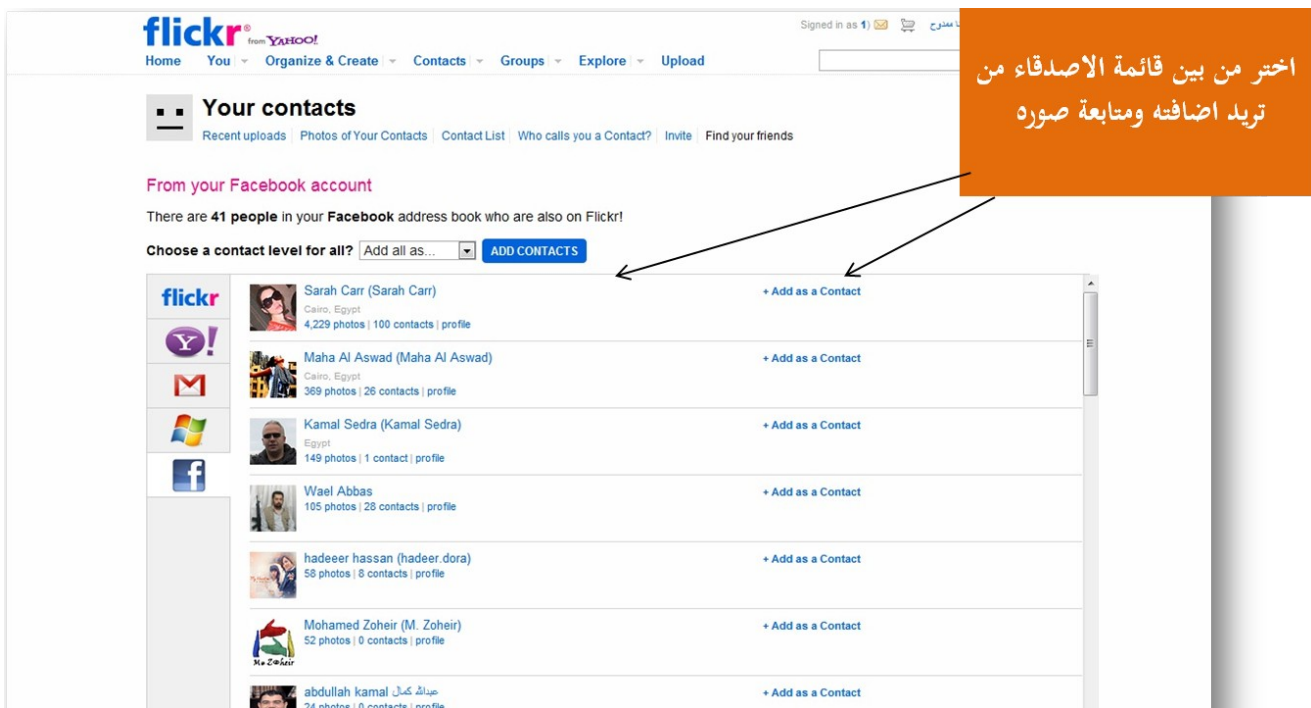 flickr® from YAHOO!
Signed in as
1)
Home You Organize & Create Contacts Groups Explore Upload
اختر من بين قائمة الاصدقاء من
تريد اضافته ومتابعة صوره
Your contacts
Recent uploads | Photos of Your Contacts | Contact List | Who calls you a Contact? | Invite | Find your friends
From your Facebook account
There are 41 people in your Facebook address book who are also on Flickr!
Choose a contact level for all? Add all as... ADD CONTACTS
flickr
Y!
Sarah Carr (Sarah Carr) + Add as a Contact
Cairo, Egypt
4,229 photos | 100 contacts | profile
Maha Al Aswad (Maha Al Aswad) + Add as a Contact
Cairo, Egypt
369 photos | 26 contacts | profile
Kamal Sedra (Kamal Sedra) + Add as a Contact
Egypt
149 photos | 1 contact | profile
Wael Abbas + Add as a Contact
105 photos | 28 contacts | profile
hadeeer hassan (hadeer.dora) + Add as a Contact
58 photos | 8 contacts | profile
Mohamed Zoheir (M. Zoheir) + Add as a Contact
52 photos | 0 contacts | profile
abdullah kamal عبدالله كمال + Add as a Contact
24 photos | 0 contacts | profile